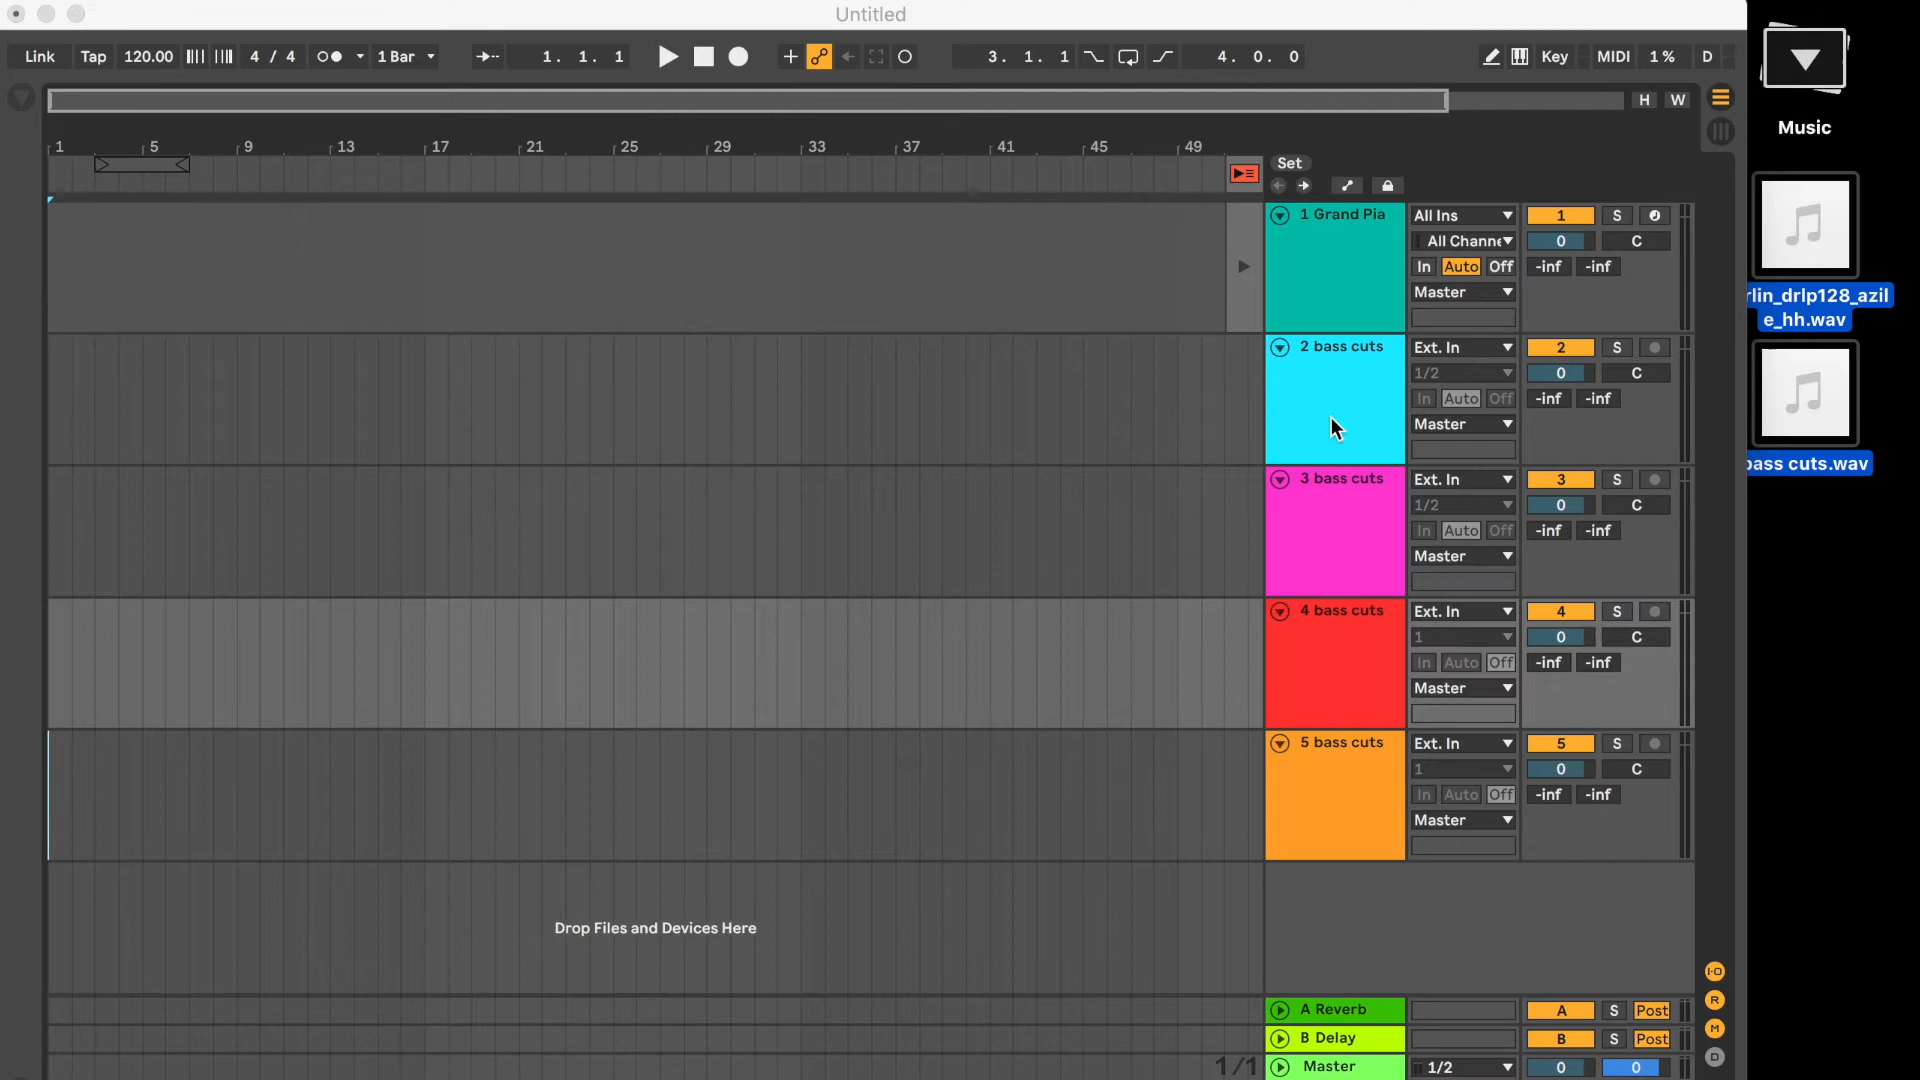 Untitled
Link Tap 120.00 4 / 4 1 Bar 1. 1. 1 3. 1. 1 4. 0. 0 Key MIDI 1 % D
H W
1 5 9 13 17 21 25 29 33 37 41 45 49
Set
1 Grand Pia All Ins 1 S
All Channe 0 C
In Auto Off -inf -inf
Master
2 bass cuts Ext. In 2 S
1/2 0 C
In Auto Off -inf -inf
Master
3 bass cuts Ext. In 3 S
1/2 0 C
In Auto Off -inf -inf
Master
4 bass cuts Ext. In 4 S
1 0 C
In Auto Off -inf -inf
Master
5 bass cuts Ext. In 5 S
1 0 C
In Auto Off -inf -inf
Master
Drop Files and Devices Here
I·O
R
M
D
A Reverb A S Post
B Delay B S Post
1/1 Master 1/2 0 0
Music
rlin_drlp128_azil
e_hh.wav
bass cuts.wav